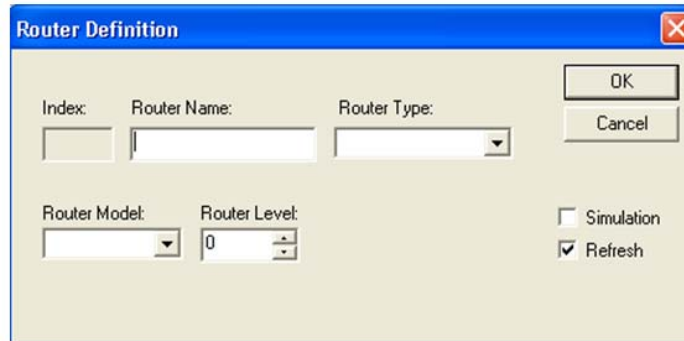 Router Definition
OK
Index: Router Name: Router Type:
Cancel
Router Model: Router Level:
0
Simulation
Refresh